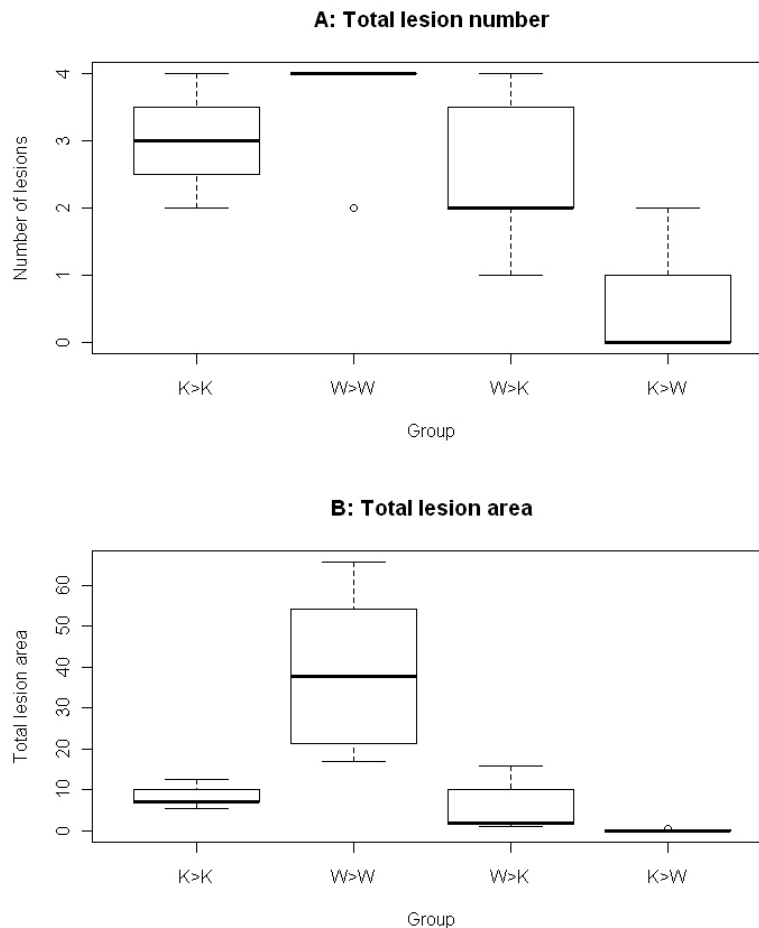 A: Total lesion number
Number of lesions
4
3
2
1
0
K>K W>W W>K K>W
Group
B: Total lesion area
Total lesion area
60
50
40
30
20
10
0
K>K W>W W>K K>W
Group